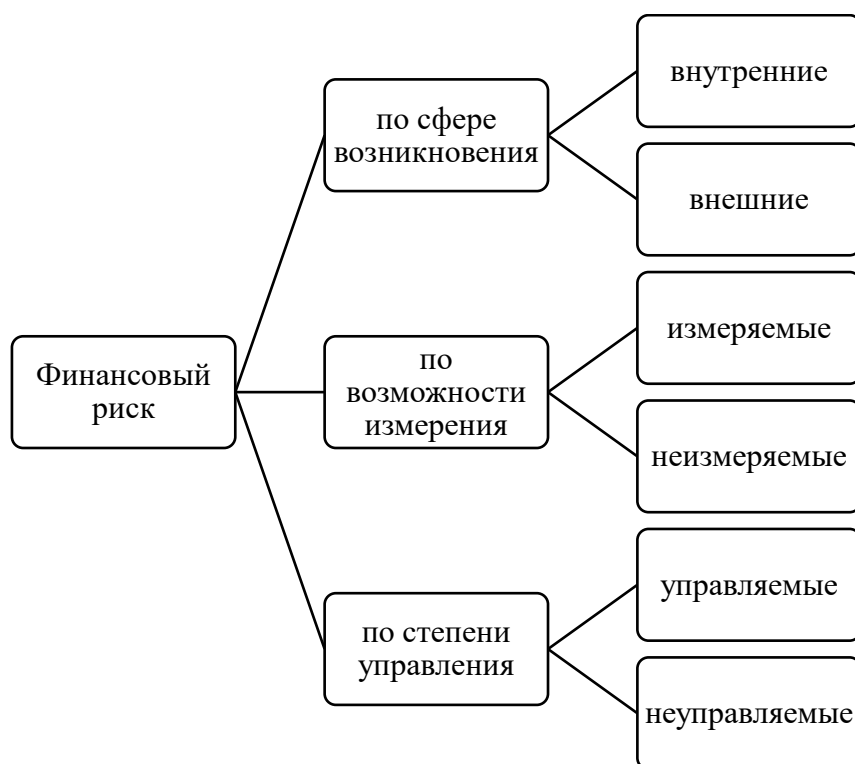 Финансовый
риск
по сфере
возникновения
внутренние
внешние
по
возможности
измерения
измеряемые
неизмеряемые
по степени
управления
управляемые
неуправляемые